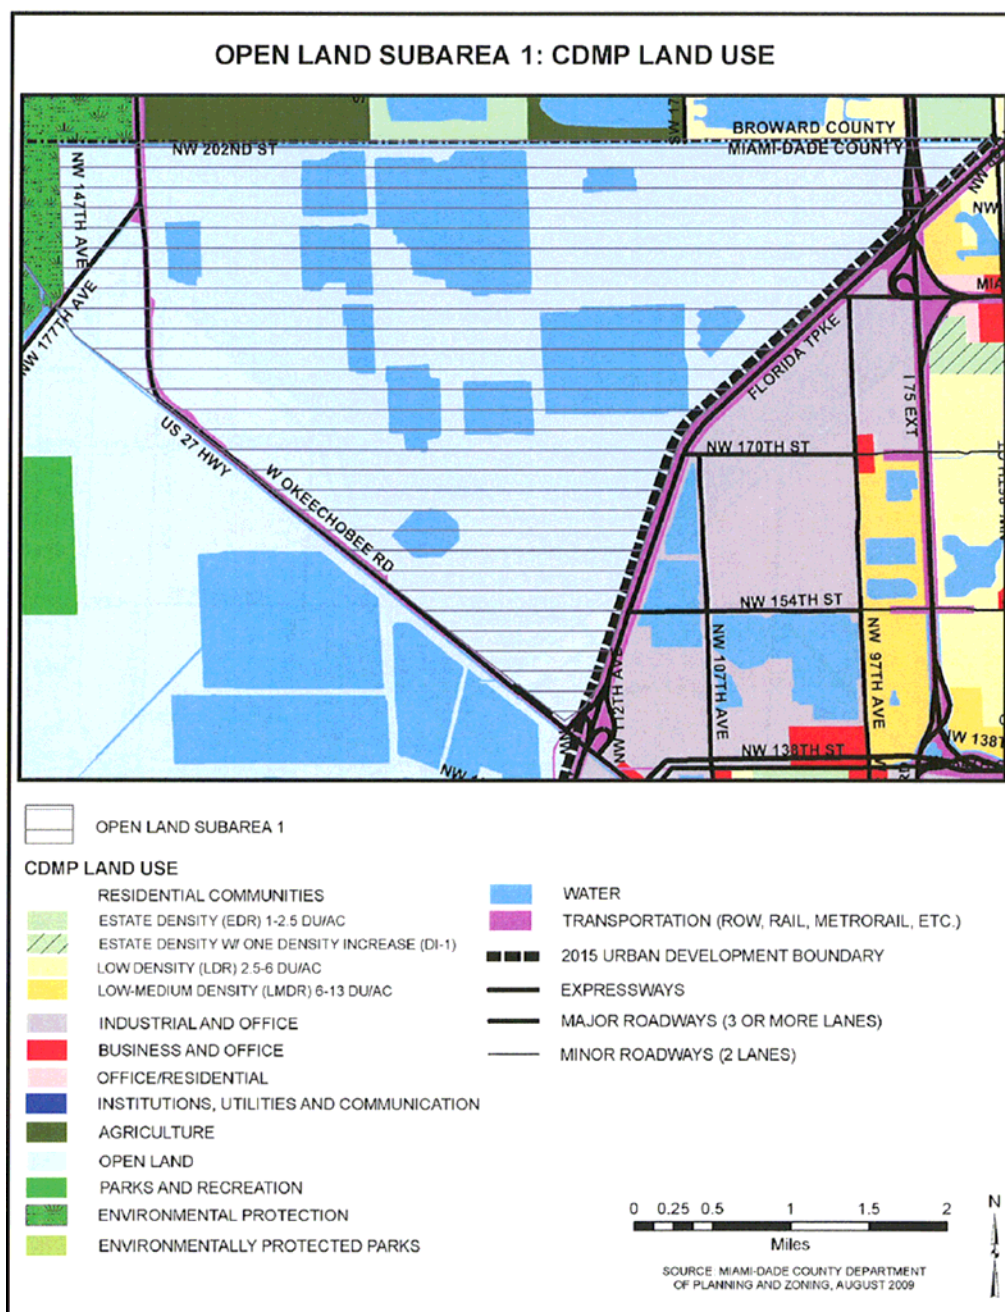 OPEN LAND SUBAREA 1: CDMP LAND USE
BROWARD COUNTY
MIAMI-DADE COUNTY
NW 202ND ST
NW 147TH AVE
NW 177TH AVE
US 27 HWY
W OKEECHOBEE RD
FLORIDA TPKE
I 75 EXT
NW 170TH ST
NW 154TH ST
NW 112TH AVE
NW 107TH AVE
NW 97TH AVE
NW 138TH ST
NW 138T
NW
MIA
SW 17
OPEN LAND SUBAREA 1
CDMP LAND USE
RESIDENTIAL COMMUNITIES
ESTATE DENSITY (EDR) 1-2.5 DU/AC
ESTATE DENSITY W/ ONE DENSITY INCREASE (DI-1)
LOW DENSITY (LDR) 2.5-6 DU/AC
LOW-MEDIUM DENSITY (LMDR) 6-13 DU/AC
INDUSTRIAL AND OFFICE
BUSINESS AND OFFICE
OFFICE/RESIDENTIAL
INSTITUTIONS, UTILITIES AND COMMUNICATION
AGRICULTURE
OPEN LAND
PARKS AND RECREATION
ENVIRONMENTAL PROTECTION
ENVIRONMENTALLY PROTECTED PARKS
WATER
TRANSPORTATION (ROW, RAIL, METRORAIL, ETC.)
2015 URBAN DEVELOPMENT BOUNDARY
EXPRESSWAYS
MAJOR ROADWAYS (3 OR MORE LANES)
MINOR ROADWAYS (2 LANES)
0 0.25 0.5 1 1.5 2
Miles
N
SOURCE: MIAMI-DADE COUNTY DEPARTMENT
OF PLANNING AND ZONING, AUGUST 2009